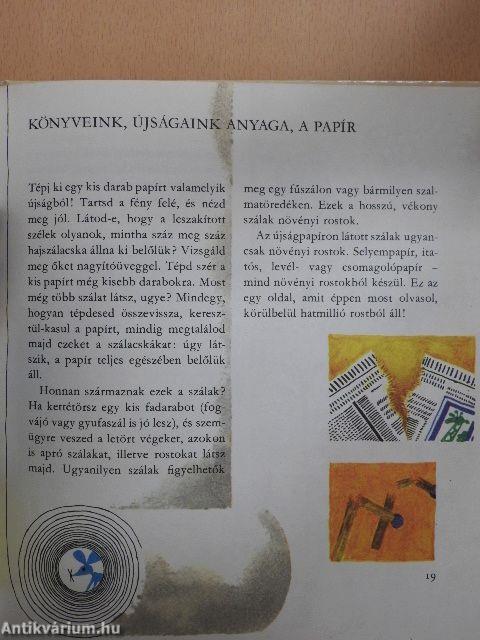 KÖNYVEINK, ÚJSÁGAINK ANYAGA, A PAPÍR
Tépj ki egy kis darab papírt valamelyik
újságból! Tartsd a fény felé, és nézd
meg jól. Látod-e, hogy a leszakított
szélek olyanok, mintha száz meg száz
hajszálacska állna ki belőlük? Vizsgáld
meg őket nagyítóüveggel. Tépd szét a
kis papírt még kisebb darabokra. Most
még több szálat látsz, ugye? Mindegy,
hogyan tépdesed összevissza, keresz-
tül-kasul a papírt, mindig megtalálod
majd ezeket a szálacskákat: úgy lát-
szik, a papír teljes egészében belőlük
áll.
Honnan származnak ezek a szálak?
Ha kettétörsz egy kis fadarabot (fog-
vájó vagy gyufaszál is jó lesz), és szem-
ügyre veszed a letört végeket, azokon
is apró szálakat, illetve rostokat látsz
majd. Ugyanilyen szálak figyelhetők
meg egy fűszálon vagy bármilyen szal-
matöredéken. Ezek a hosszú, vékony
szálak növényi rostok.
Az újságpapíron látott szálak ugyan-
csak növényi rostok. Selyempapír, ita-
tós, levél- vagy csomagolópapír –
mind növényi rostokból készül. Ez az
egy oldal, amit éppen most olvasol,
körülbelül hatmillió rostból áll!
19
Antikvárium.hu